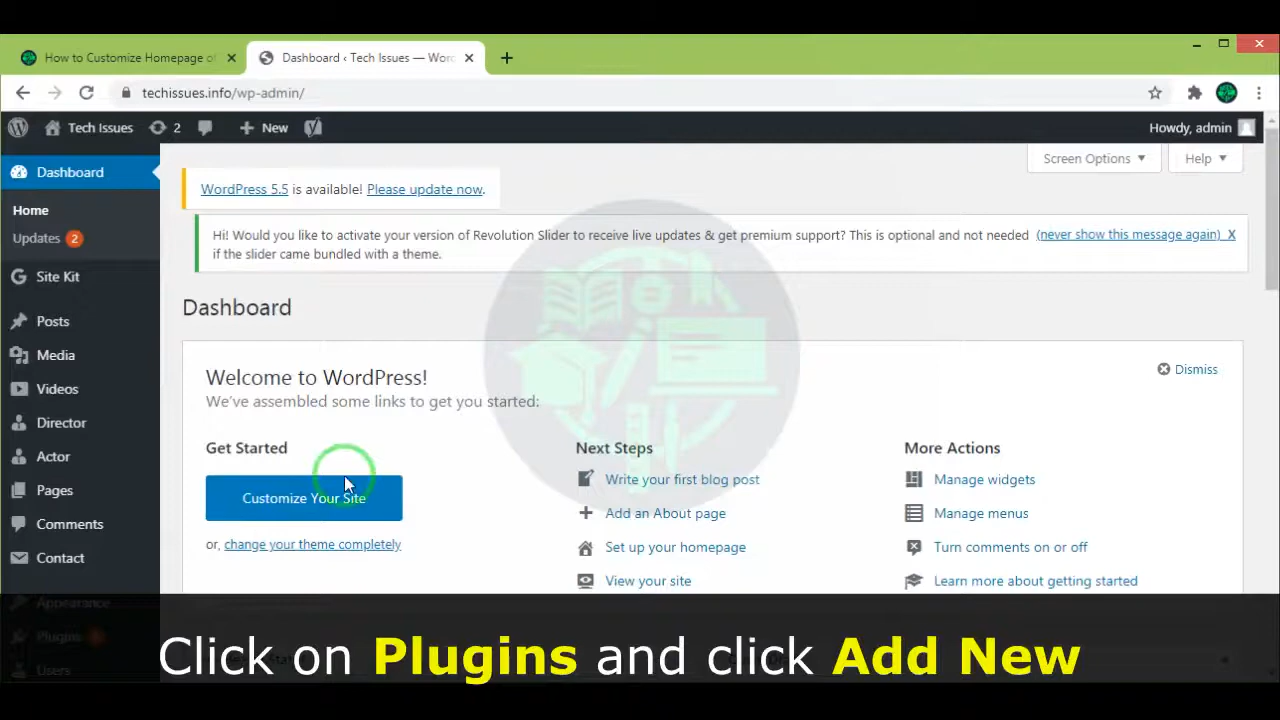 How to Customize Homepage of
Dashboard ‹ Tech Issues — Wor
techissues.info/wp-admin/
Tech Issues
2
New
Howdy, admin
Dashboard
Screen Options
Help
WordPress 5.5 is available! Please update now.
Home
Updates 2
Hi! Would you like to activate your version of Revolution Slider to receive live updates & get premium support? This is optional and not needed
if the slider came bundled with a theme.
(never show this message again) X
Site Kit
Dashboard
Posts
Media
Videos
Director
Actor
Pages
Comments
Contact
Appearance
Plugins
Users
Welcome to WordPress!
We've assembled some links to get you started:
Dismiss
Get Started
Customize Your Site
or, change your theme completely
Next Steps
Write your first blog post
Add an About page
Set up your homepage
View your site
More Actions
Manage widgets
Manage menus
Turn comments on or off
Learn more about getting started
Click on Plugins and click Add New